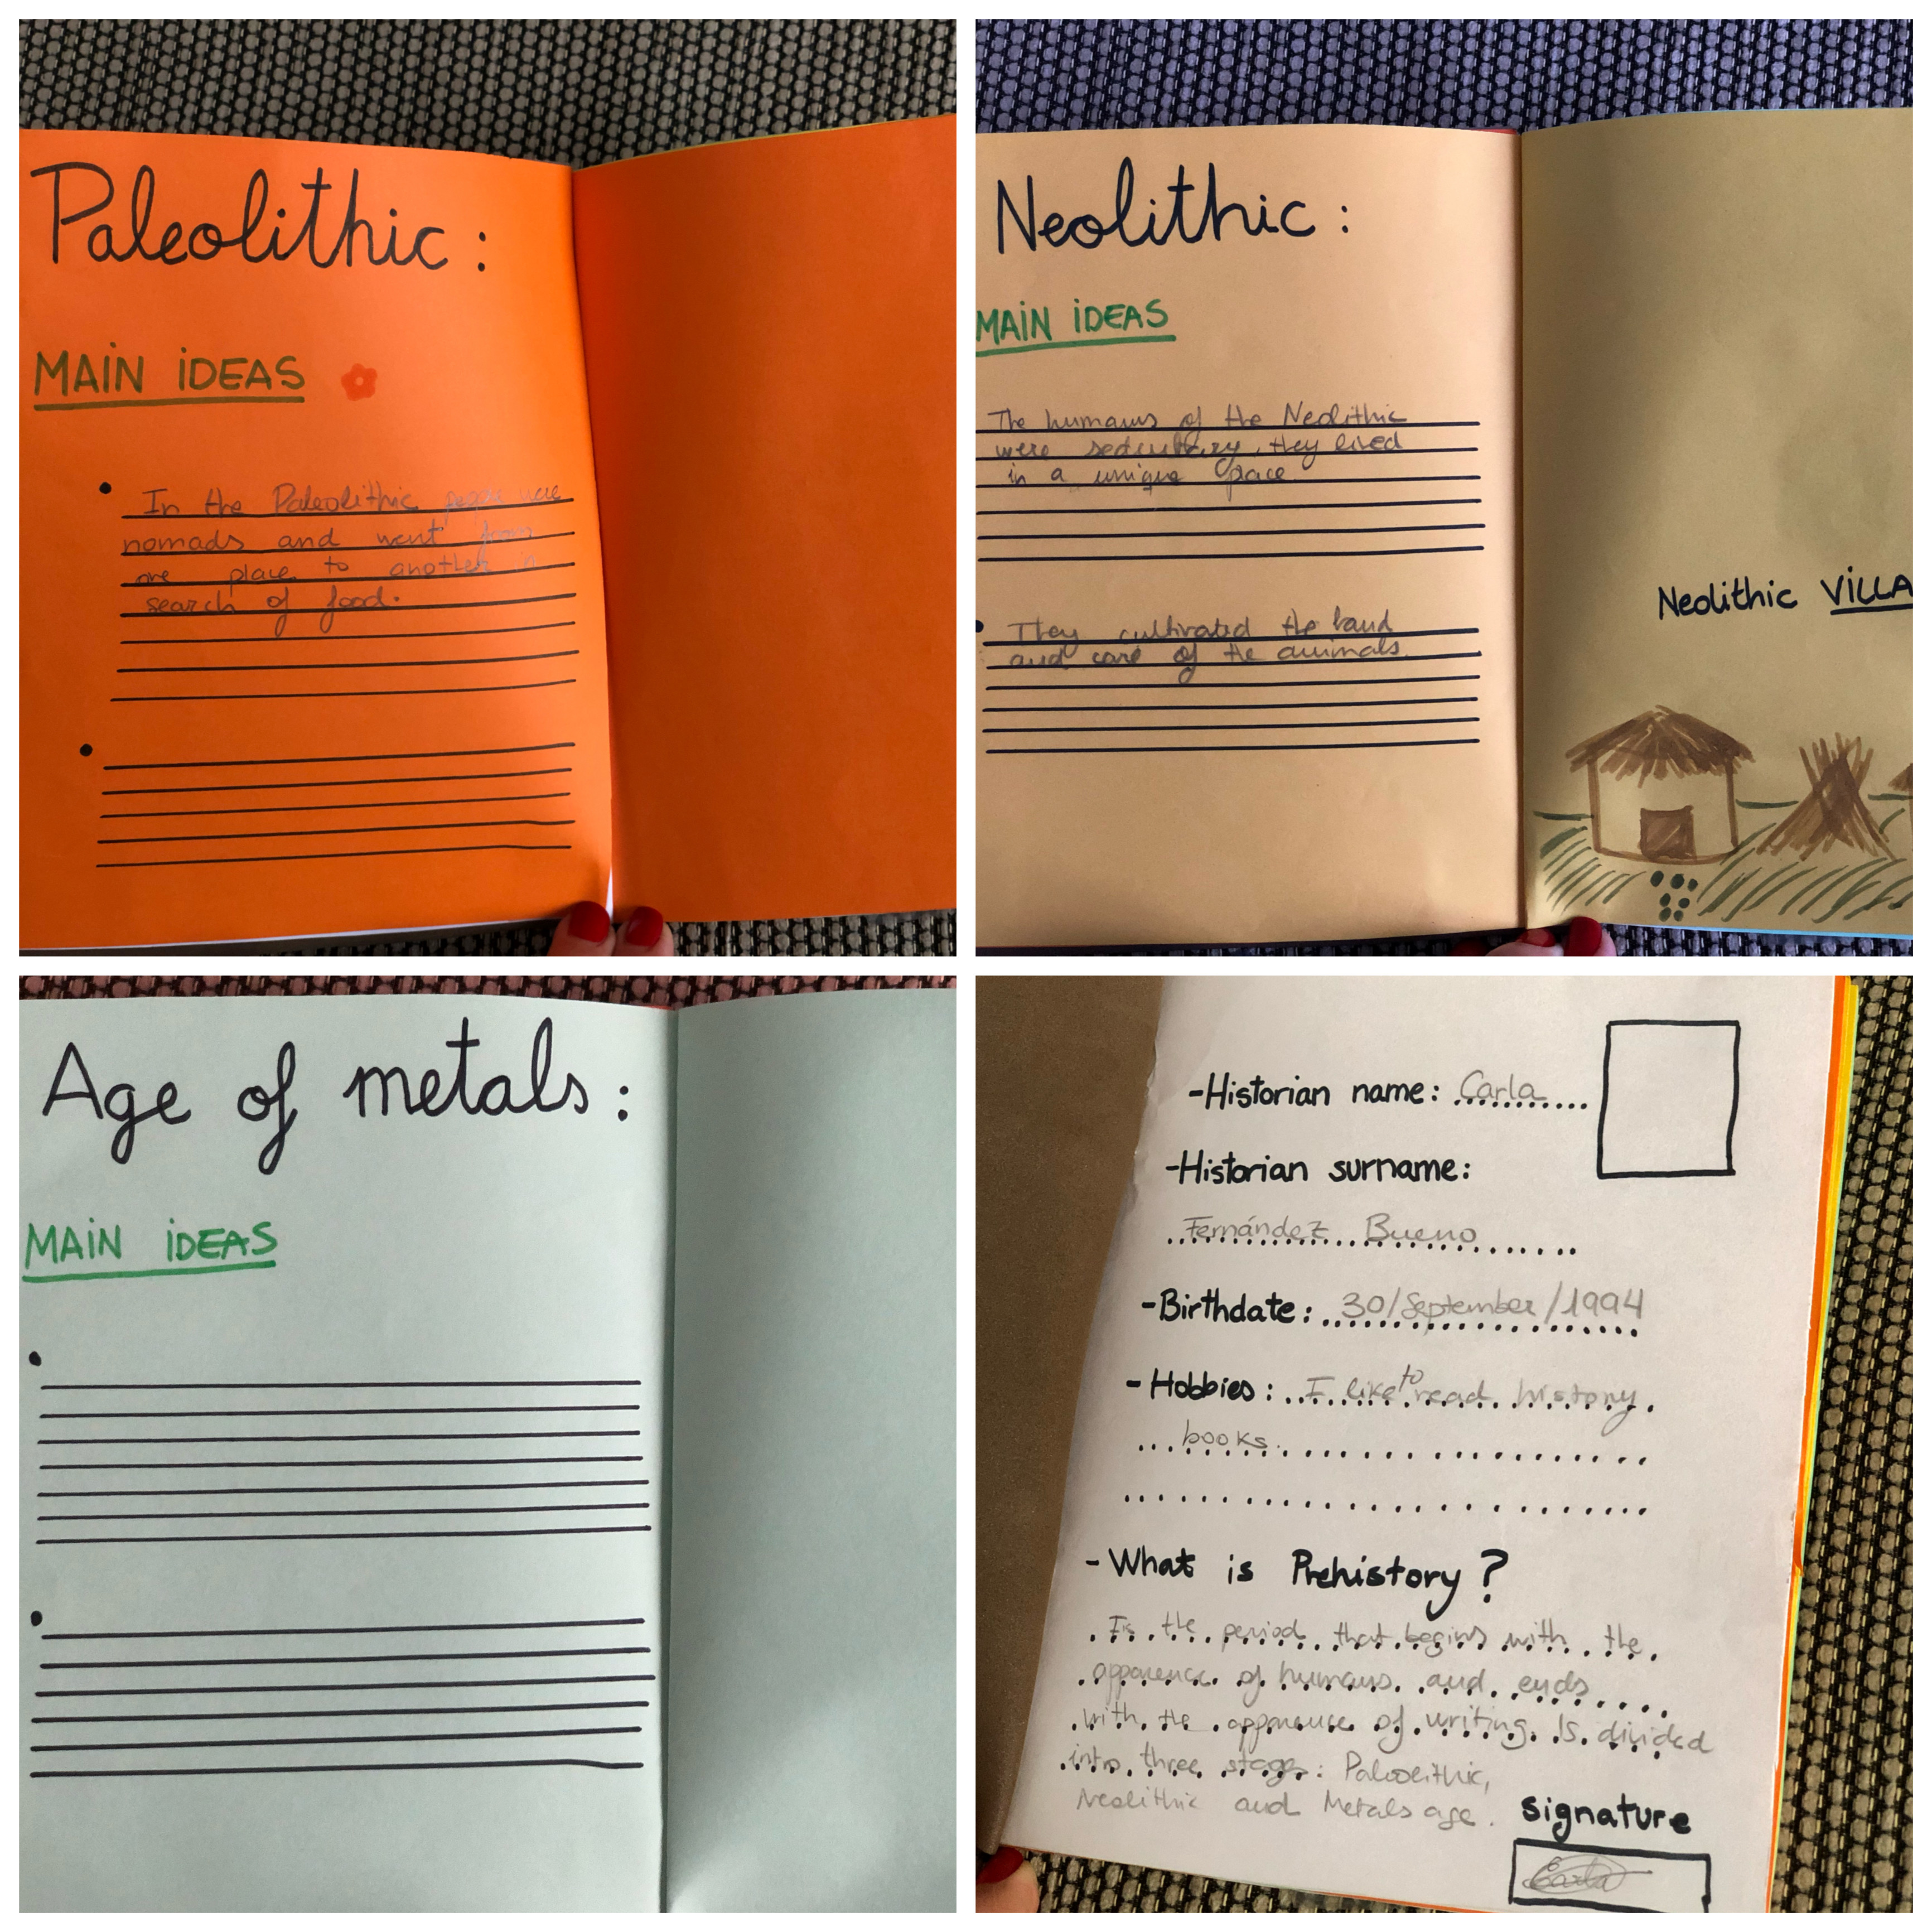 Paleolithic:
MAIN IDEAS
In the Paleolithic people were
nomads and went from
one place to another in
search of food.
Neolithic:
MAIN IDEAS
The humans of the Neolithic
were sedentary, they lived
in a unique space.
They cultivated the land
and care of the animals.
Neolithic VILLA
Age of metals:
MAIN IDEAS
-Historian name: Carla
-Historian surname:
Fernández Bueno
-Birthdate: 30/September/1994
-Hobbies: I like to read history
books.
-What is Prehistory?
Is the period that begins with the
of humans and ends
with the of writing. Is divided
into three stages: Paleolithic,
Neolithic and Metals age.
signature
Carla